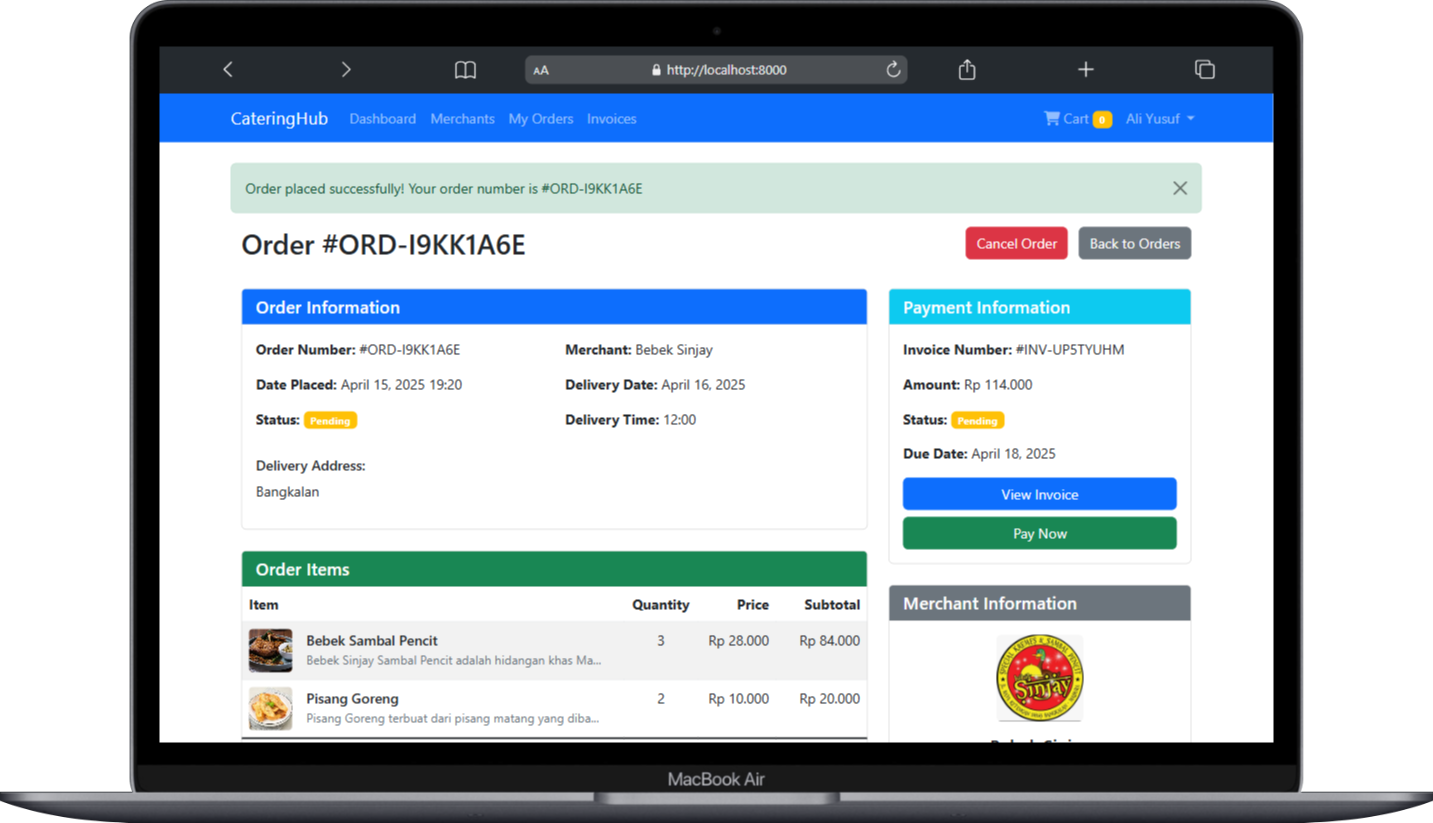 AA
http://localhost:8000
CateringHub Dashboard Merchants My Orders Invoices Cart 0 Ali Yusuf
Order placed successfully! Your order number is #ORD-I9KK1A6E
Order #ORD-I9KK1A6E
Cancel Order Back to Orders
Order Information
Order Number: #ORD-I9KK1A6E Merchant: Bebek Sinjay
Date Placed: April 15, 2025 19:20 Delivery Date: April 16, 2025
Status: Pending Delivery Time: 12:00
Delivery Address:
Bangkalan
Payment Information
Invoice Number: #INV-UP5TYUHM
Amount: Rp 114.000
Status: Pending
Due Date: April 18, 2025
View Invoice
Pay Now
Order Items
Item Quantity Price Subtotal
Bebek Sambal Pencit 3 Rp 28.000 Rp 84.000
Bebek Sinjay Sambal Pencit adalah hidangan khas Ma...
Pisang Goreng 2 Rp 10.000 Rp 20.000
Pisang Goreng terbuat dari pisang matang yang diba...
Merchant Information
Sinjay
MacBook Air